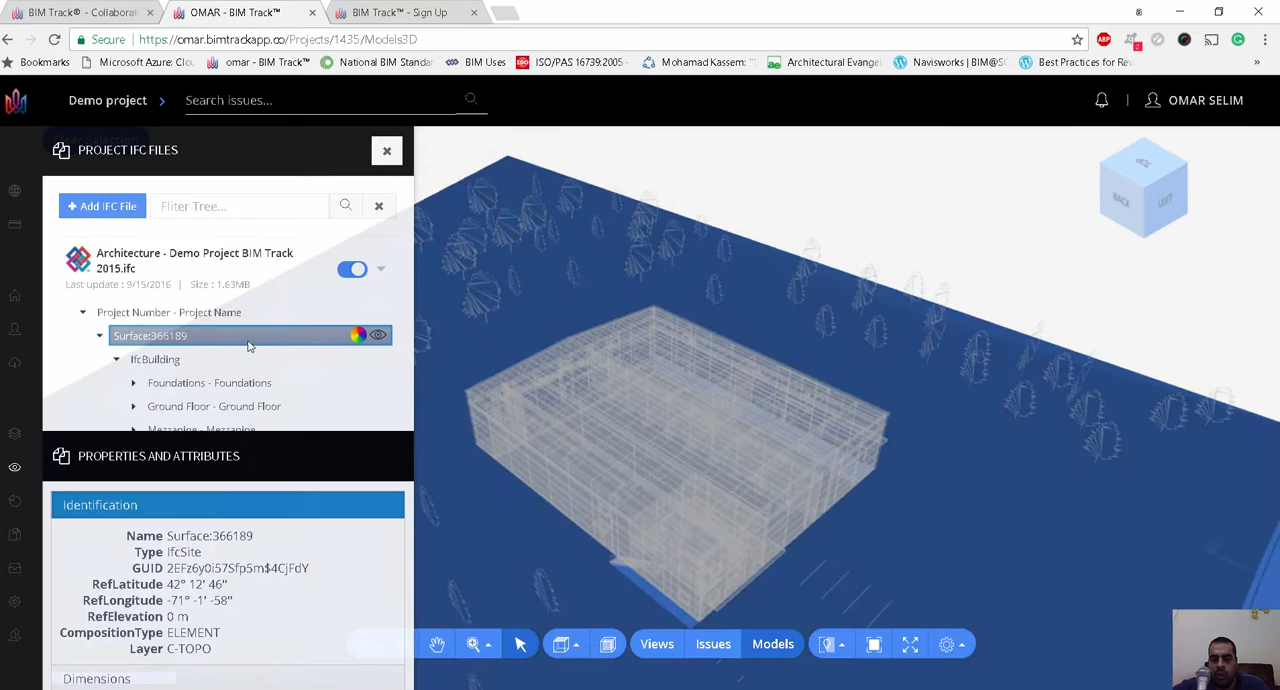 BIM Track® - Collaborat
OMAR - BIM Track™
BIM Track™ - Sign Up
Secure
https://omar.bimtrackapp.co/Projects/1435/Models3D
Bookmarks
Microsoft Azure: Clou
omar - BIM Track™
National BIM Standar
BIM Uses
ISO/PAS 16739:2005 -
Mohamad Kassem: "
Architectural Evangel
Navisworks | BIM@SC
Best Practices for Rev
Demo project
Search issues...
OMAR SELIM
PROJECT IFC FILES
+ Add IFC File
Filter Tree...
Architecture - Demo Project BIM Track
2015.ifc
Last update : 9/15/2016 | Size : 1.63MB
Project Number - Project Name
Surface:366189
IfcBuilding
Foundations - Foundations
Ground Floor - Ground Floor
Mezzanine - Mezzanine
PROPERTIES AND ATTRIBUTES
Identification
Name Surface:366189
Type IfcSite
GUID 2EFz6y0i57Sfp5m$4CjFdY
RefLatitude 42° 12' 46"
RefLongitude -71° -1' -58"
RefElevation 0 m
CompositionType ELEMENT
Layer C-TOPO
Dimensions
BACK
LEFT
Views
Issues
Models